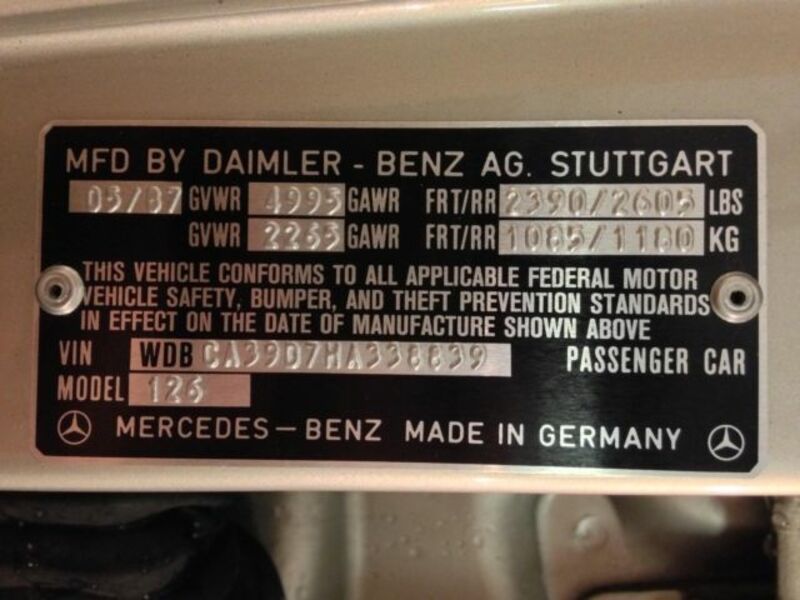 MFD BY DAIMLER - BENZ AG. STUTTGART
05/87 GVWR 4995 GAWR FRT/RR 2390/2605 LBS
GVWR 2265 GAWR FRT/RR 1085/1180 KG
THIS VEHICLE CONFORMS TO ALL APPLICABLE FEDERAL MOTOR
VEHICLE SAFETY, BUMPER, AND THEFT PREVENTION STANDARDS
IN EFFECT ON THE DATE OF MANUFACTURE SHOWN ABOVE
VIN WDB CA39D7HA338839 PASSENGER CAR
MODEL 126
MERCEDES-BENZ MADE IN GERMANY